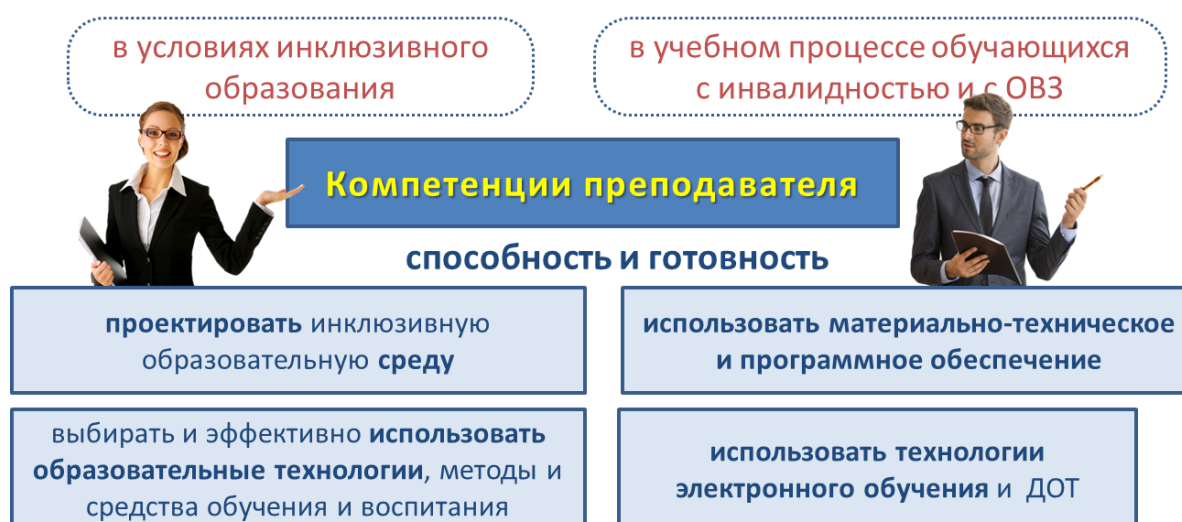 в условиях инклюзивного
образования
в учебном процессе обучающихся
с инвалидностью и с ОВЗ
Компетенции преподавателя
способность и готовность
проектировать инклюзивную
образовательную среду
использовать материально-техническое
и программное обеспечение
выбирать и эффективно использовать
образовательные технологии, методы и
средства обучения и воспитания
использовать технологии
электронного обучения и ДОТ